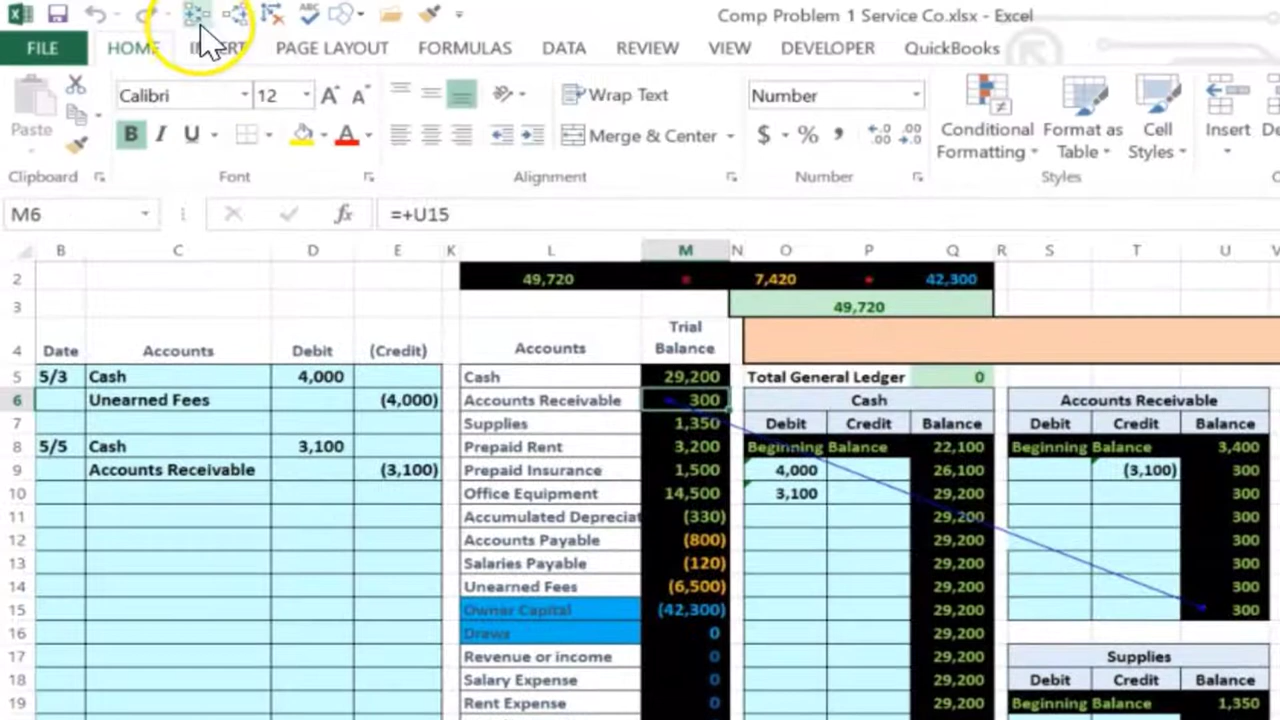 Comp Problem 1 Service Co.xlsx - Excel
FILE HOME INSERT PAGE LAYOUT FORMULAS DATA REVIEW VIEW DEVELOPER QuickBooks
Calibri 12 Wrap Text Number
Paste B I U Merge & Center $ % Conditional Formatting Format as Table Cell Styles Insert
Clipboard Font Alignment Number Styles
M6 fx =+U15
B C D E K L M N O P Q R S T U
2 49,720 = 7,420 + 42,300
3 49,720
4 Date Accounts Debit (Credit) Accounts Trial Balance
5 5/3 Cash 4,000 Cash 29,200 Total General Ledger 0
6 Unearned Fees (4,000) Accounts Receivable 300 Cash Accounts Receivable
7 Supplies 1,350 Debit Credit Balance Debit Credit Balance
8 5/5 Cash 3,100 Prepaid Rent 3,200 Beginning Balance 22,100 Beginning Balance 3,400
9 Accounts Receivable (3,100) Prepaid Insurance 1,500 4,000 26,100 (3,100) 300
10 Office Equipment 14,500 3,100 29,200 300
11 Accumulated Depreciat (330) 29,200 300
12 Accounts Payable (800) 29,200 300
13 Salaries Payable (120) 29,200 300
14 Unearned Fees (6,500) 29,200 300
15 Owner Capital (42,300) 29,200 300
16 Draws 0 29,200
17 Revenue or income 0 29,200 Supplies
18 Salary Expense 0 29,200 Debit Credit Balance
19 Rent Expense 0 29,200 Beginning Balance 1,350